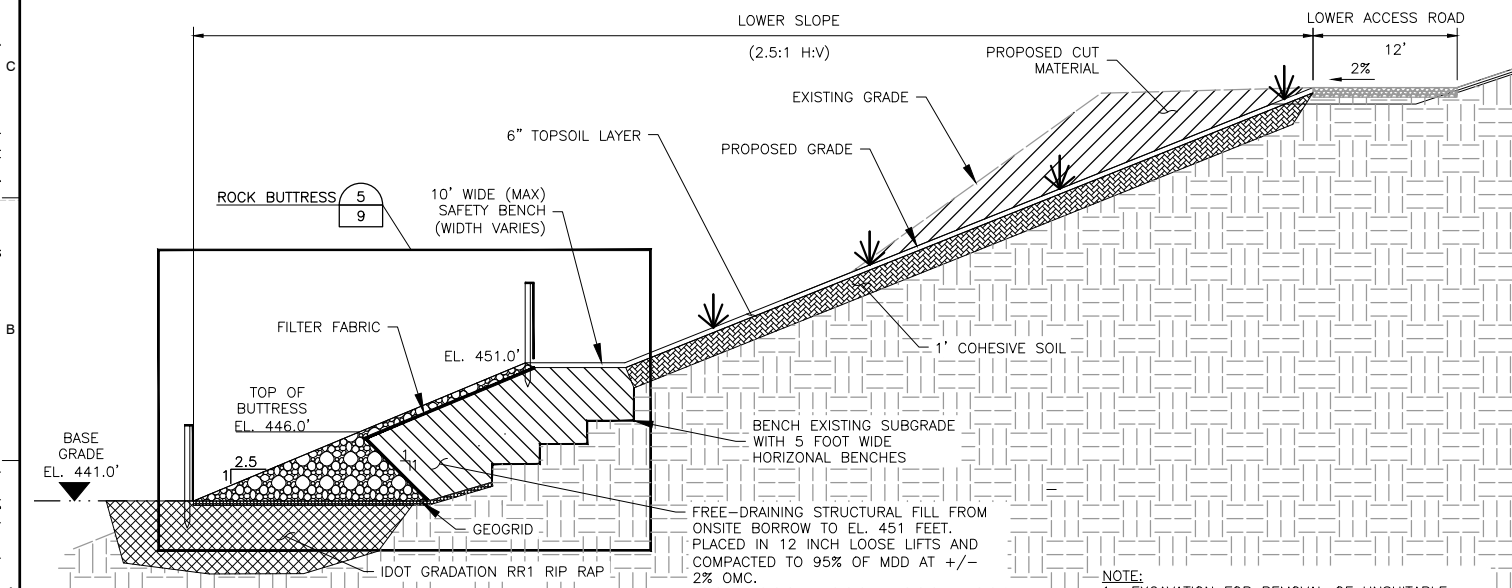 LOWER SLOPE
LOWER ACCESS ROAD
(2.5:1 H:V)
12'
PROPOSED CUT
MATERIAL
2%
C
EXISTING GRADE
6" TOPSOIL LAYER
PROPOSED GRADE
ROCK BUTTRESS
5
9
10' WIDE (MAX)
SAFETY BENCH
(WIDTH VARIES)
B
FILTER FABRIC
EL. 451.0'
1' COHESIVE SOIL
TOP OF
BUTTRESS
EL. 446.0'
BENCH EXISTING SUBGRADE
WITH 5 FOOT WIDE
HORIZONAL BENCHES
BASE
GRADE
EL. 441.0'
2.5
1
1
1
FREE-DRAINING STRUCTURAL FILL FROM
ONSITE BORROW TO EL. 451 FEET.
PLACED IN 12 INCH LOOSE LIFTS AND
COMPACTED TO 95% OF MDD AT +/-
2% OMC.
GEOGRID
IDOT GRADATION RR1 RIP RAP
NOTE: